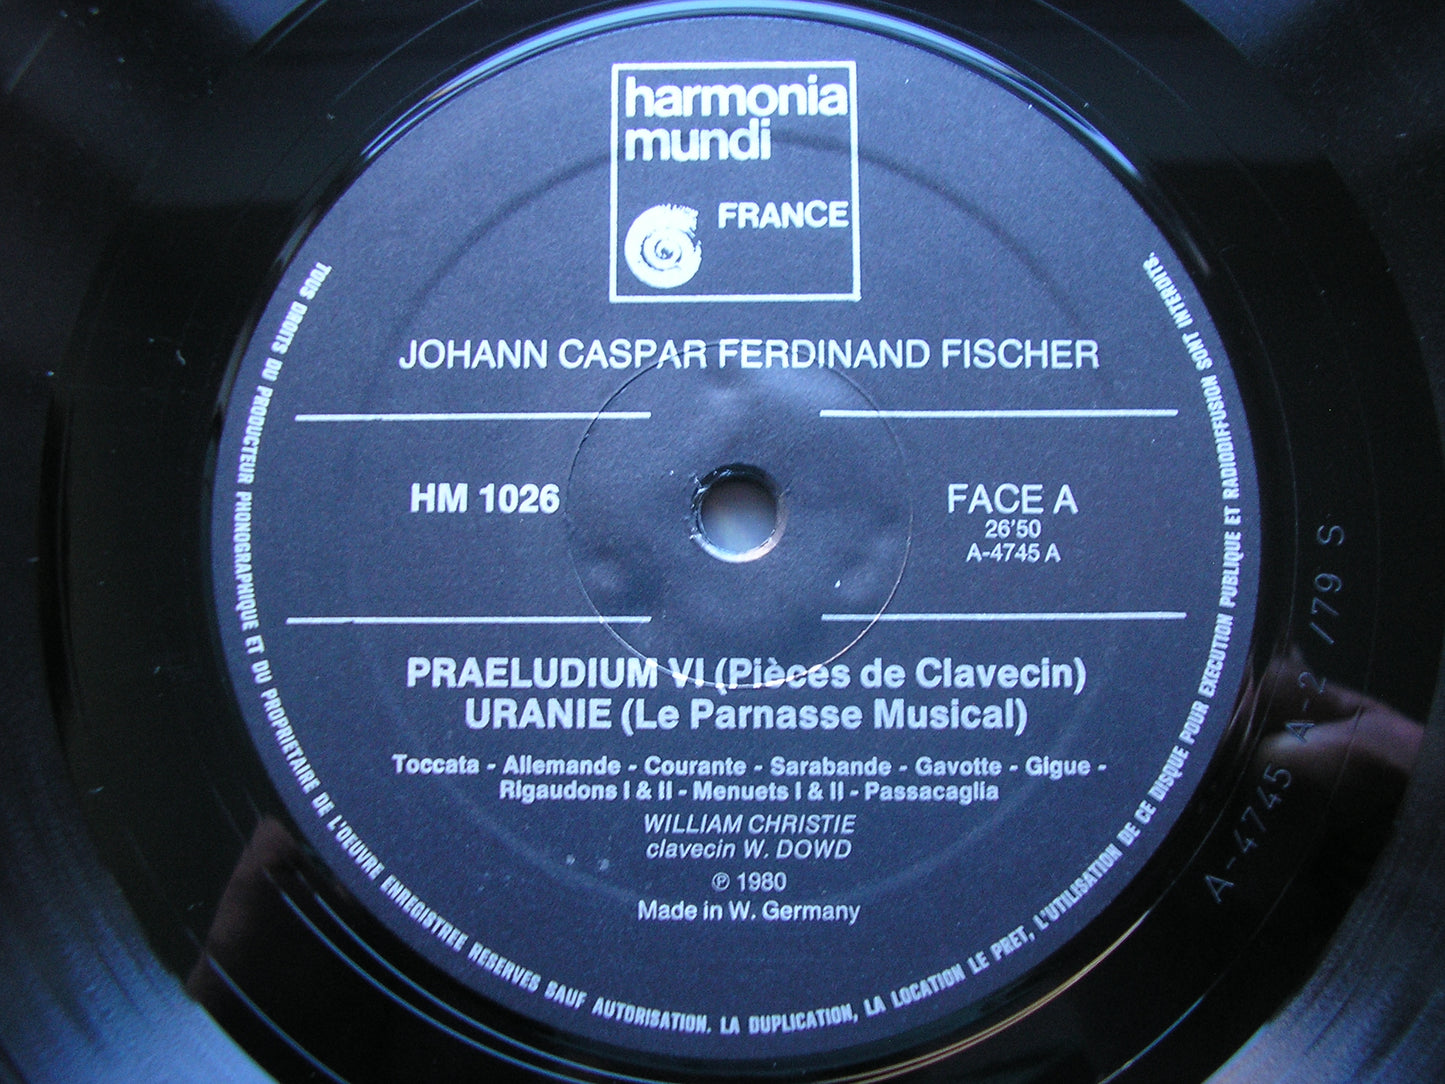 harmonia
mundi
FRANCE
JOHANN CASPAR FERDINAND FISCHER
HM 1026
FACE A
26'50
A-4745 A
PRAELUDIUM VI (Pièces de Clavecin)
URANIE (Le Parnasse Musical)
Toccata - Allemande - Courante - Sarabande - Gavotte - Gigue -
Rigaudons I & II - Menuets I & II - Passacaglia
WILLIAM CHRISTIE
clavecin W. DOWD
℗ 1980
Made in W. Germany
TOUS DROITS DU PRODUCTEUR PHONOGRAPHIQUE ET DU PROPRIETAIRE DE L'OEUVRE ENREGISTREE RESERVES SAUF AUTORISATION. LA DUPLICATION, LA LOCATION LE PRET, L'UTILISATION DE CE DISQUE POUR EXECUTION PUBLIQUE ET RADIODIFFUSION SONT INTERDITS.
A-4745 A-2 /79 S